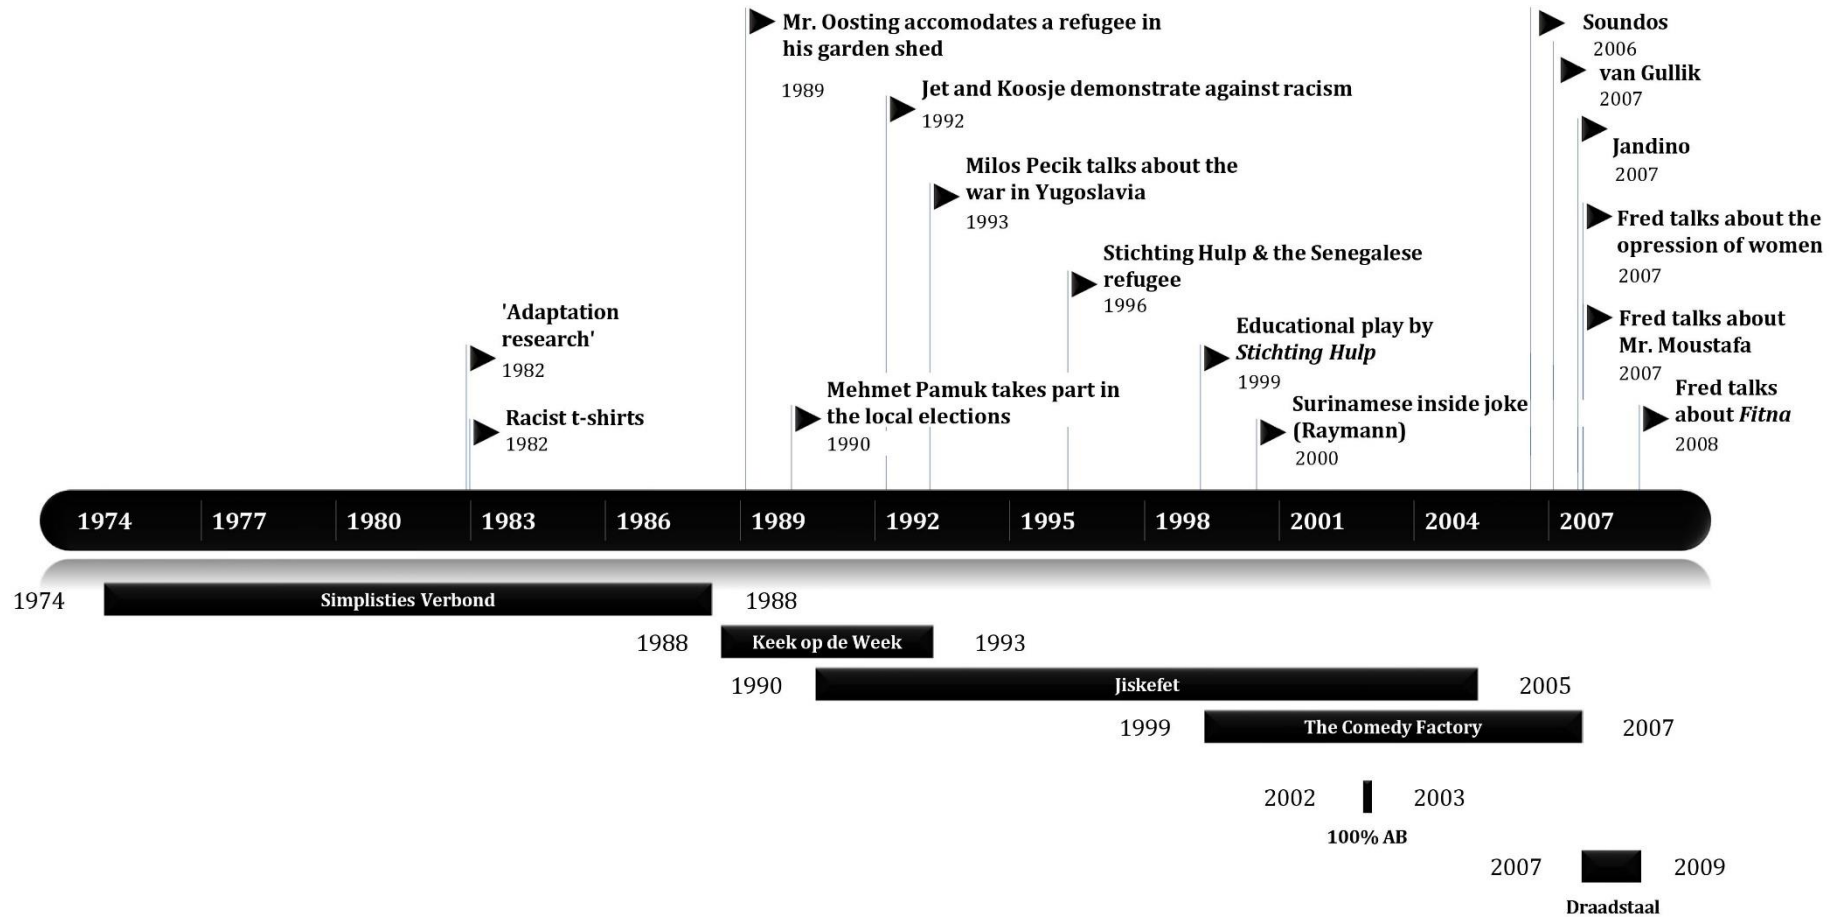 Mr. Oosting accomodates a refugee in
his garden shed
1989
Jet and Koosje demonstrate against racism
1992
Milos Pecik talks about the
war in Yugoslavia
1993
Stichting Hulp & the Senegalese
refugee
1996
'Adaptation
research'
1982
Racist t-shirts
1982
Mehmet Pamuk takes part in
the local elections
1990
Educational play by
Stichting Hulp
1999
Surinamese inside joke
(Raymann)
2000
Soundos
2006
van Gullik
2007
Jandino
2007
Fred talks about the
opression of women
2007
Fred talks about
Mr. Moustafa
2007
Fred talks
about Fitna
2008
1974 1977 1980 1983 1986 1989 1992 1995 1998 2001 2004 2007
1974 Simplisties Verbond 1988
1988 Keek op de Week 1993
1990 Jiskefet 2005
1999 The Comedy Factory 2007
2002 2003
100% AB
2007 2009
Draadstaal